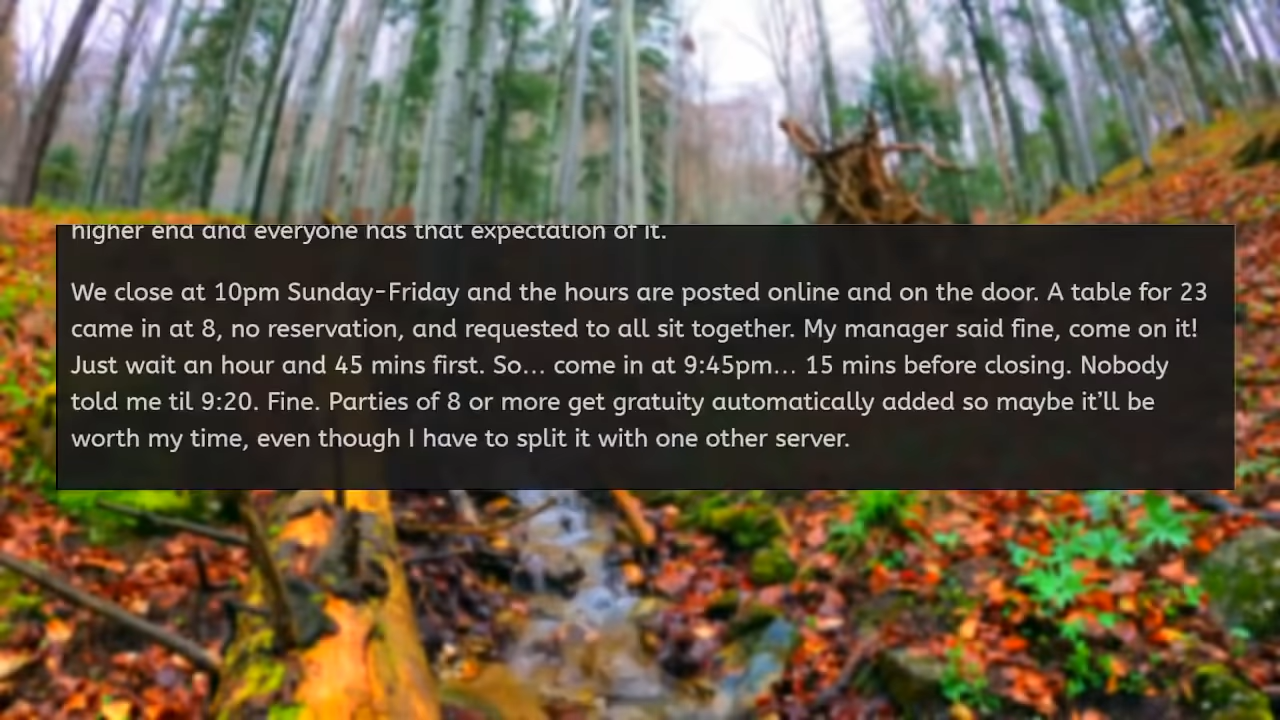 higher end and everyone has that expectation of it.
We close at 10pm Sunday-Friday and the hours are posted online and on the door. A table for 23
came in at 8, no reservation, and requested to all sit together. My manager said fine, come on it!
Just wait an hour and 45 mins first. So... come in at 9:45pm... 15 mins before closing. Nobody
told me til 9:20. Fine. Parties of 8 or more get gratuity automatically added so maybe it’ll be
worth my time, even though I have to split it with one other server.